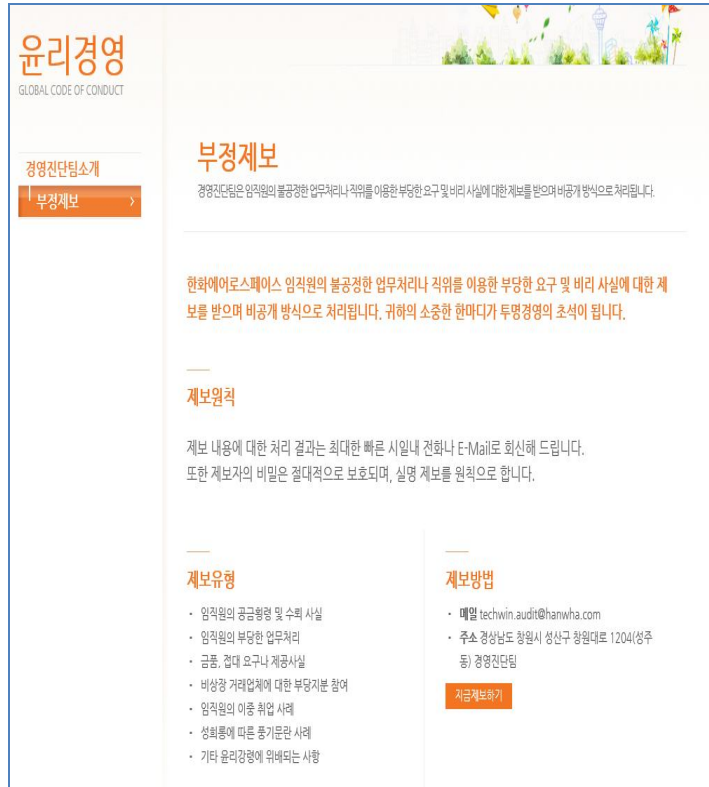 윤리경영
GLOBAL CODE OF CONDUCT
경영진단팀소개
부정제보 >
부정제보
경영진단팀은 임직원의 불공정한 업무처리나 직위를 이용한 부당한 요구 및 비리 사실에 대한 제보를 받으며 비공개 방식으로 처리됩니다.
한화에어로스페이스 임직원의 불공정한 업무처리나 직위를 이용한 부당한 요구 및 비리 사실에 대한 제
보를 받으며 비공개 방식으로 처리됩니다. 귀하의 소중한 한마디가 투명경영의 초석이 됩니다.
제보원칙
제보 내용에 대한 처리 결과는 최대한 빠른 시일내 전화나 E-Mail로 회신해 드립니다.
또한 제보자의 비밀은 절대적으로 보호되며, 실명 제보를 원칙으로 합니다.
제보유형
· 임직원의 공금횡령 및 수뢰 사실
· 임직원의 부당한 업무처리
· 금품, 접대 요구나 제공사실
· 비상장 거래업체에 대한 부당지분 참여
· 임직원의 이중 취업 사례
· 성희롱에 따른 풍기문란 사례
· 기타 윤리강령에 위배되는 사항
제보방법
· 메일 techwin.audit@hanwha.com
· 주소 경상남도 창원시 성산구 창원대로 1204(성주
동) 경영진단팀
지금제보하기